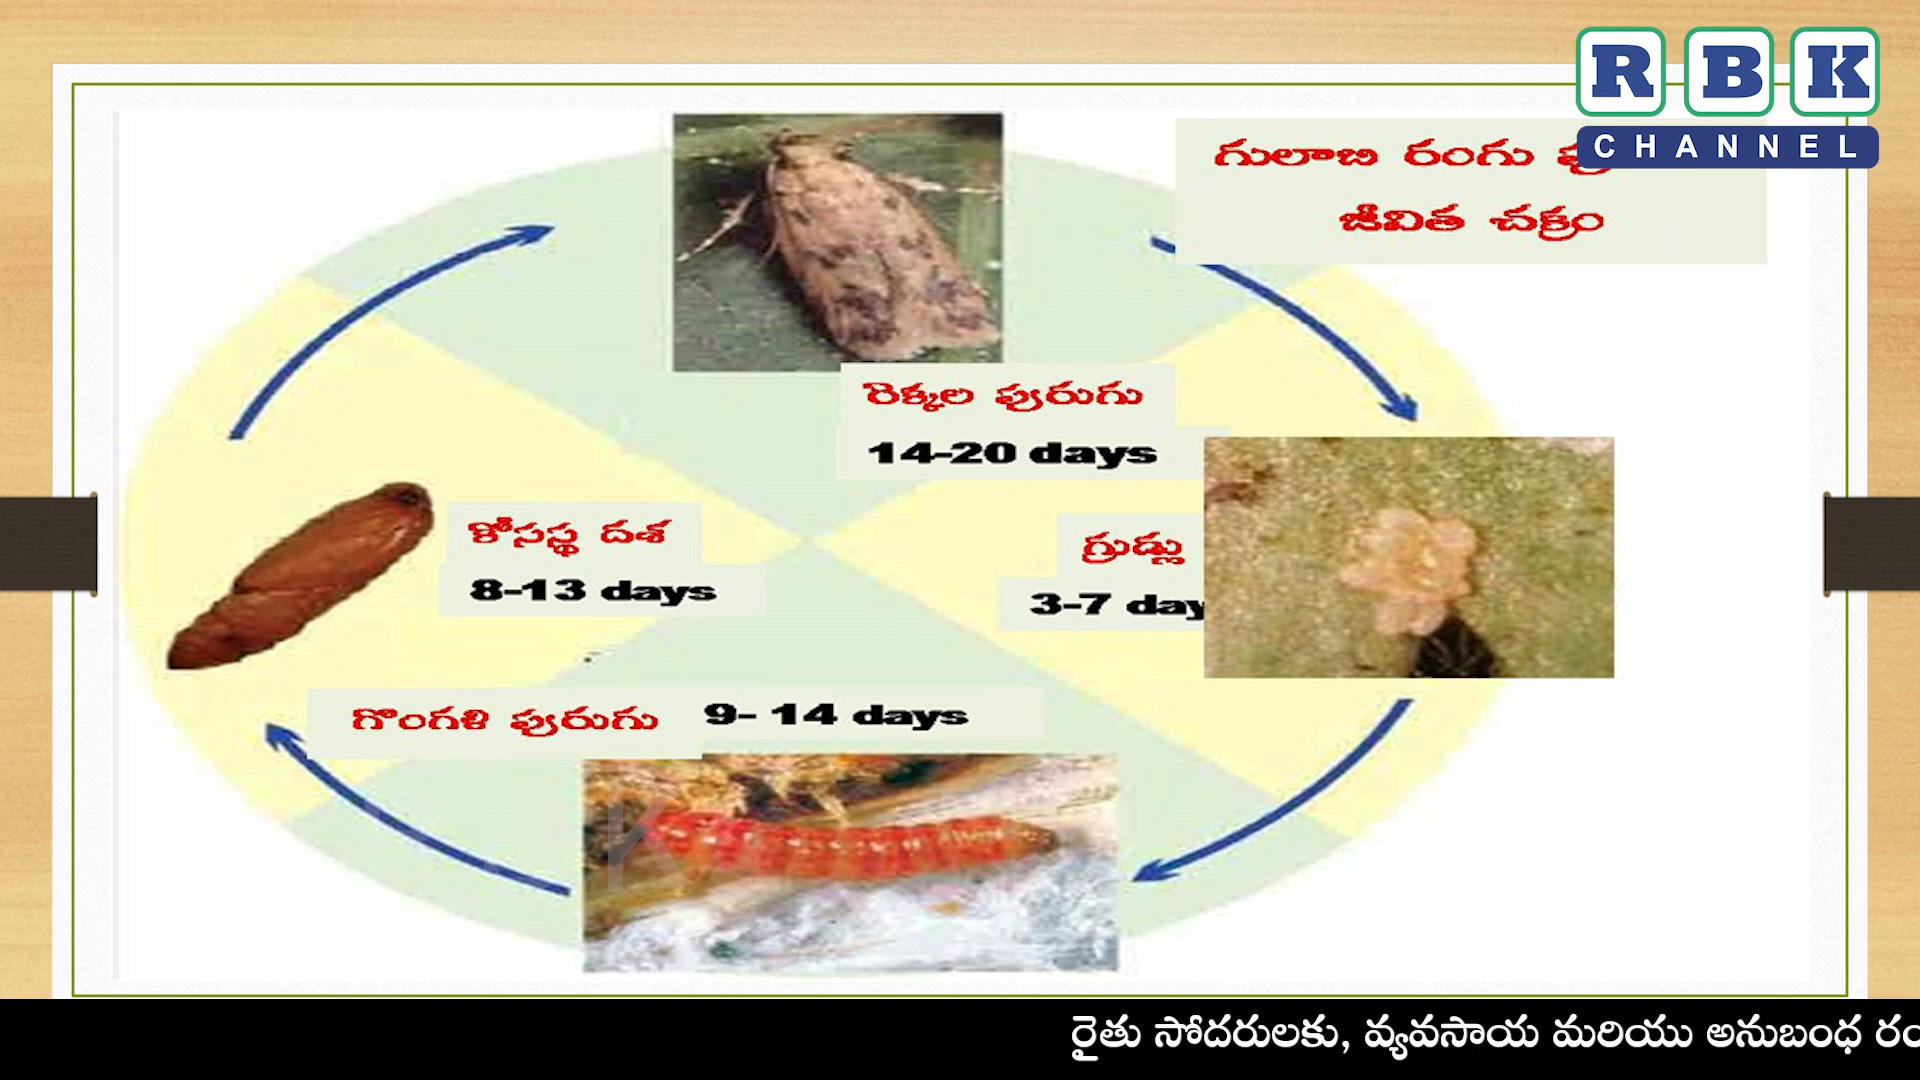 RBK
CHANNEL
గులాబి రంగు
జీవిత చక్రం
రెక్కల పురుగు
14-20 days
గ్రుడ్లు
3-7 day
కోసస్థ దశ
8-13 days
గొంగళి పురుగు 9- 14 days
రైతు సోదరులకు, వ్యవసాయ మరియు అనుబంధ